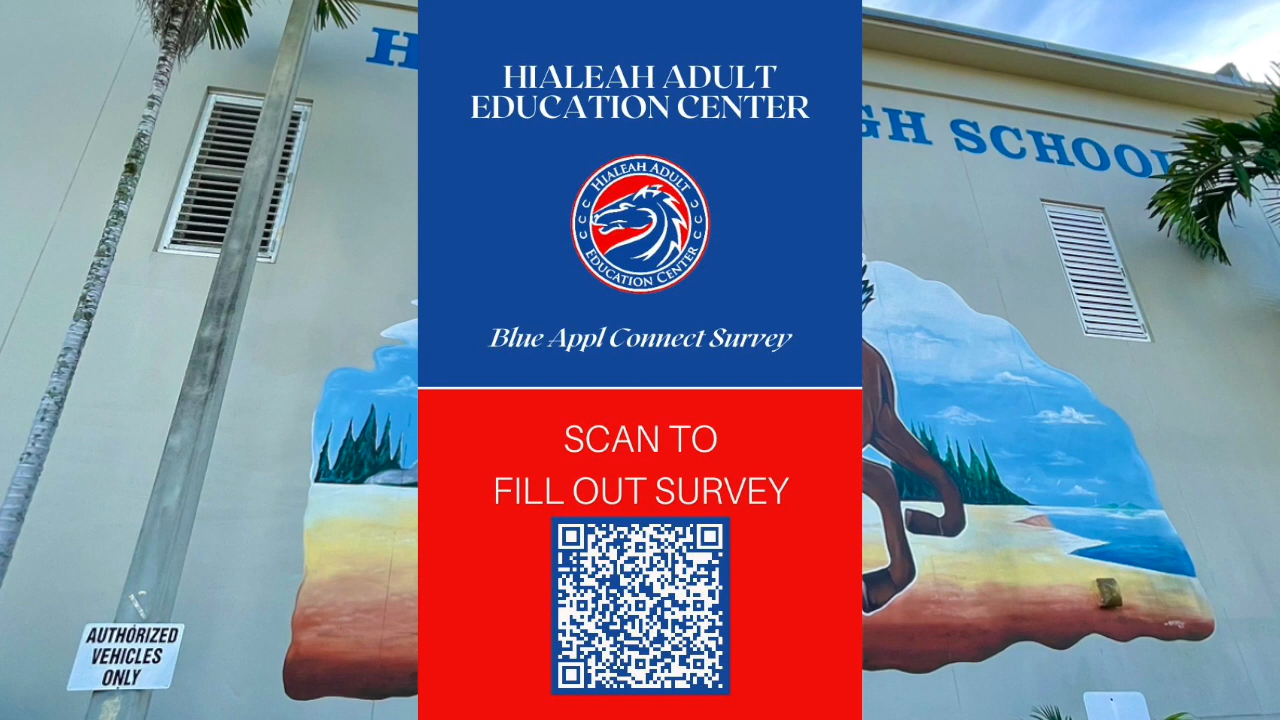 H
GH SCHOOL
HIALEAH ADULT
EDUCATION CENTER
HIALEAH ADULT
EDUCATION CENTER
Blue Appl Connect Survey
SCAN TO
FILL OUT SURVEY
AUTHORIZED
VEHICLES
ONLY